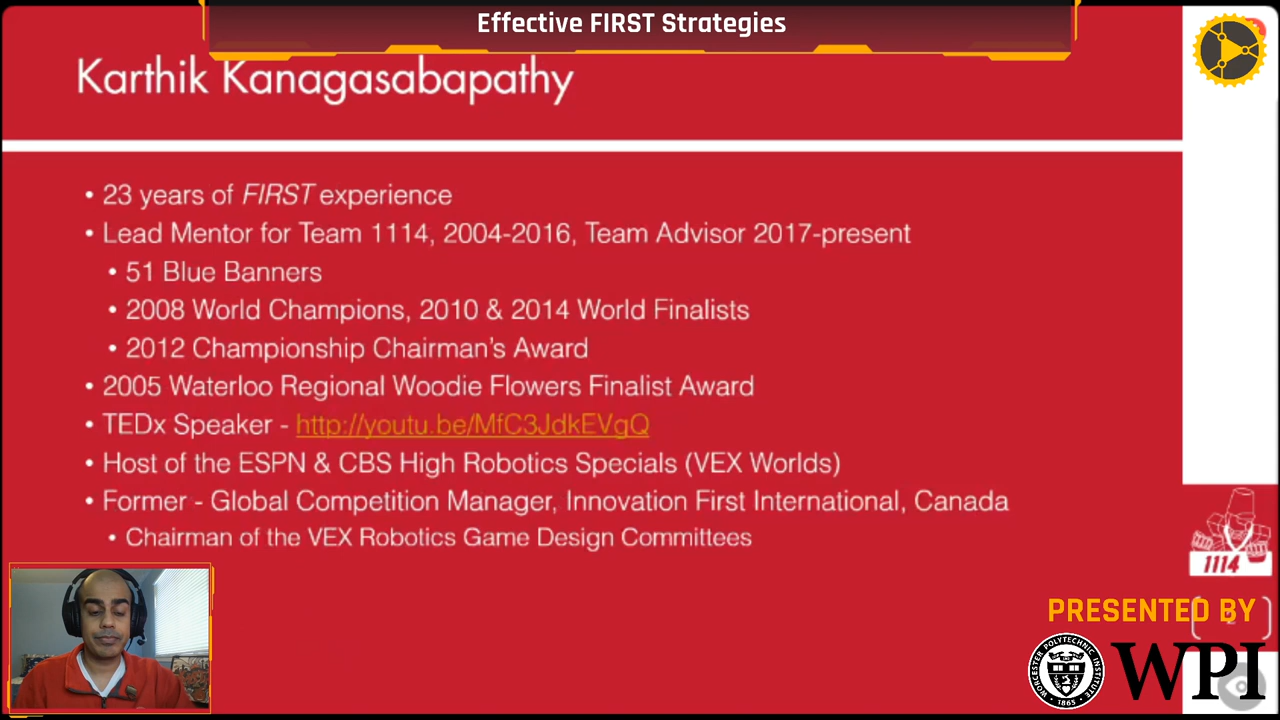 Effective FIRST Strategies
Karthik Kanagasabapathy
• 23 years of FIRST experience
• Lead Mentor for Team 1114, 2004-2016, Team Advisor 2017-present
• 51 Blue Banners
• 2008 World Champions, 2010 & 2014 World Finalists
• 2012 Championship Chairman's Award
• 2005 Waterloo Regional Woodie Flowers Finalist Award
• TEDx Speaker - http://youtu.be/MfC3JdkEVgQ
• Host of the ESPN & CBS High Robotics Specials (VEX Worlds)
• Former - Global Competition Manager, Innovation First International, Canada
• Chairman of the VEX Robotics Game Design Committees
1114
PRESENTED BY
WORCESTER POLYTECHNIC INSTITUTE
1865
WPI